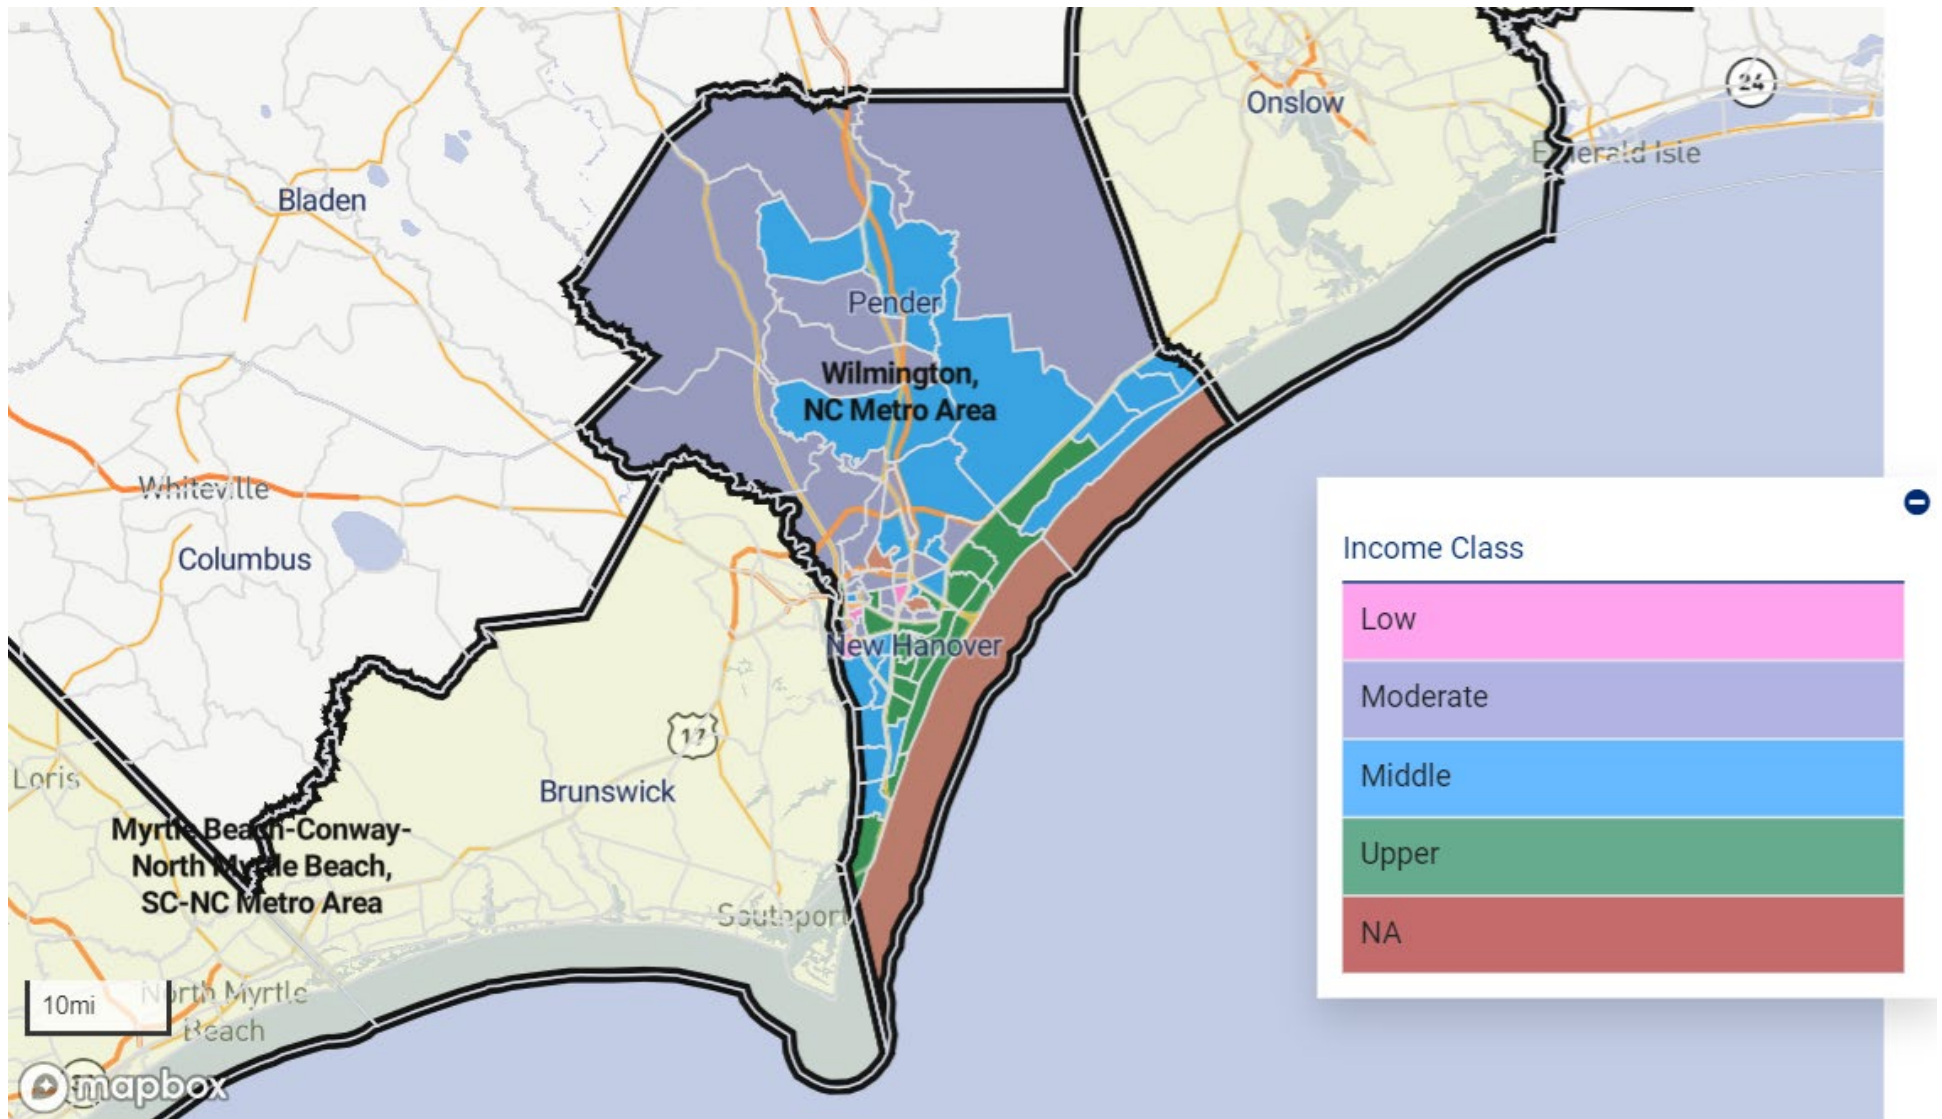 Onslow
24
Emerald Isle
Bladen
Pender
Wilmington,
NC Metro Area
Whiteville
Columbus
Income Class
Low
Moderate
Middle
Upper
NA
New Hanover
17
Loris
Brunswick
Myrtle Beach-Conway-
North Myrtle Beach,
SC-NC Metro Area
Southport
North Myrtle
Beach
10mi
mapbox